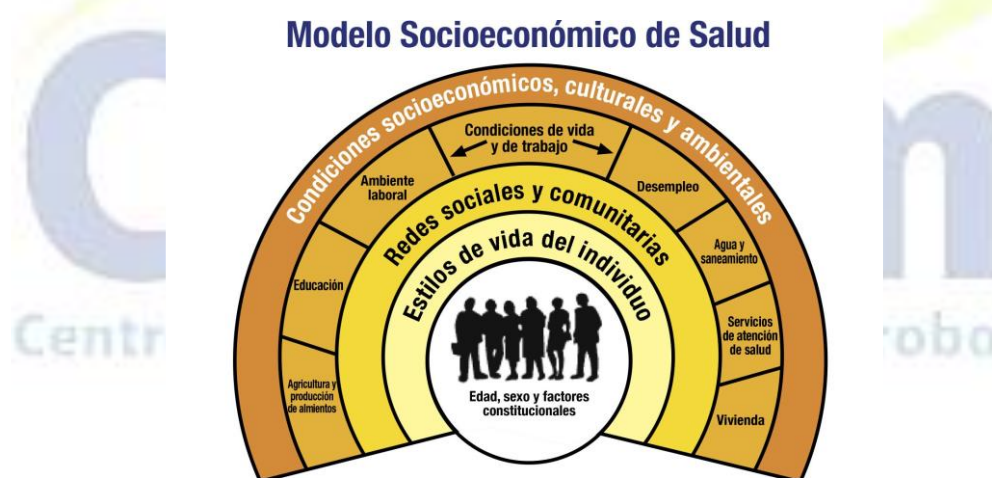 Modelo Socioeconómico de Salud
Condiciones socioeconómicos, culturales y ambientales
Condiciones de vida
y de trabajo
Ambiente
laboral
Desempleo
Redes sociales y comunitarias
Educación
Agua y
saneamiento
Estilos de vida del individuo
Servicios
de atención
de salud
Agricultura y
producción
de almientos
Edad, sexo y factores
constitucionales
Vivienda
Centr